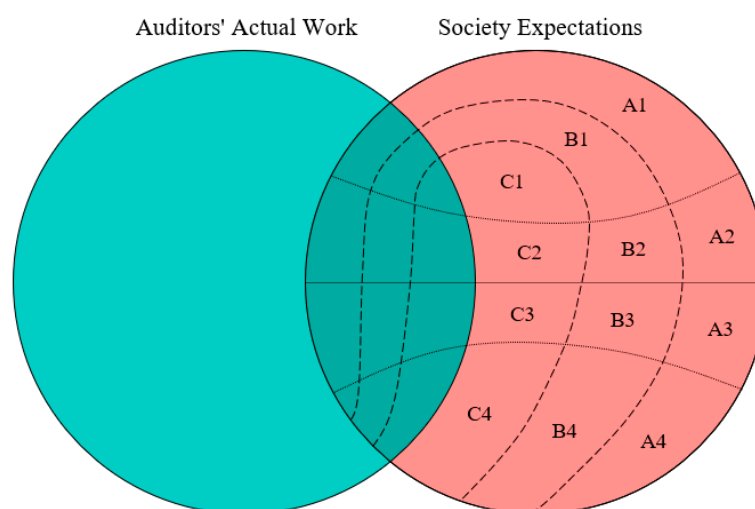 Auditors' Actual Work
Society Expectations
A1
B1
C1
A2
B2
C2
C3
B3
A3
C4
B4
A4